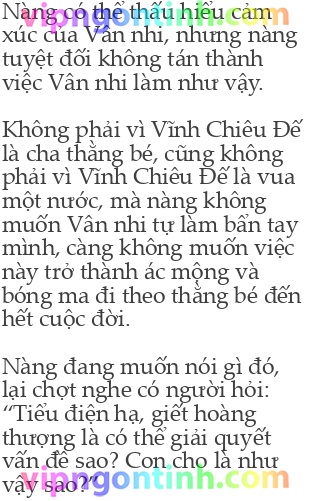 Nàng có thể thấu hiểu cảm
vipngontinh.com
xúc của Vân nhi, nhưng nàng
tuyệt đối không tán thành
việc Vân nhi làm như vậy.
Không phải vì Vĩnh Chiêu Đế
là cha thằng bé, cũng không
phải vì Vĩnh Chiêu Đế là vua
một nước, mà nàng không
muốn Vân nhi tự làm bẩn tay
mình, càng không muốn việc
này trở thành ác mộng và
bóng ma đi theo thằng bé đến
hết cuộc đời.
Nàng đang muốn nói gì đó,
lại chợt nghe có người hỏi:
“Tiểu điện hạ, giết hoàng
thượng là có thể giải quyết
vấn đề sao? Con cho là như
vipngontinh.com
vậy sao?”